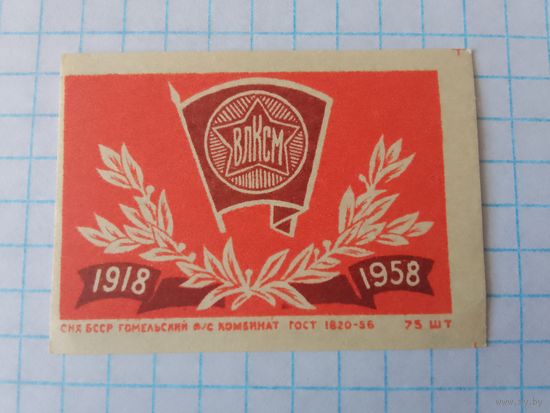 ВЛКСМ
1918 1958
СНХ БССР ГОМЕЛЬСКИЙ Ф/С КОМБИНАТ ГОСТ 1820-56 75 ШТ